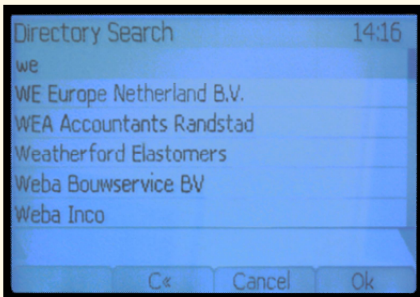 Directory Search 14:16
we
WE Europe Netherland B.V.
WEA Accountants Randstad
Weatherford Elastomers
Weba Bouwservice BV
Weba Inco
C« Cancel Ok